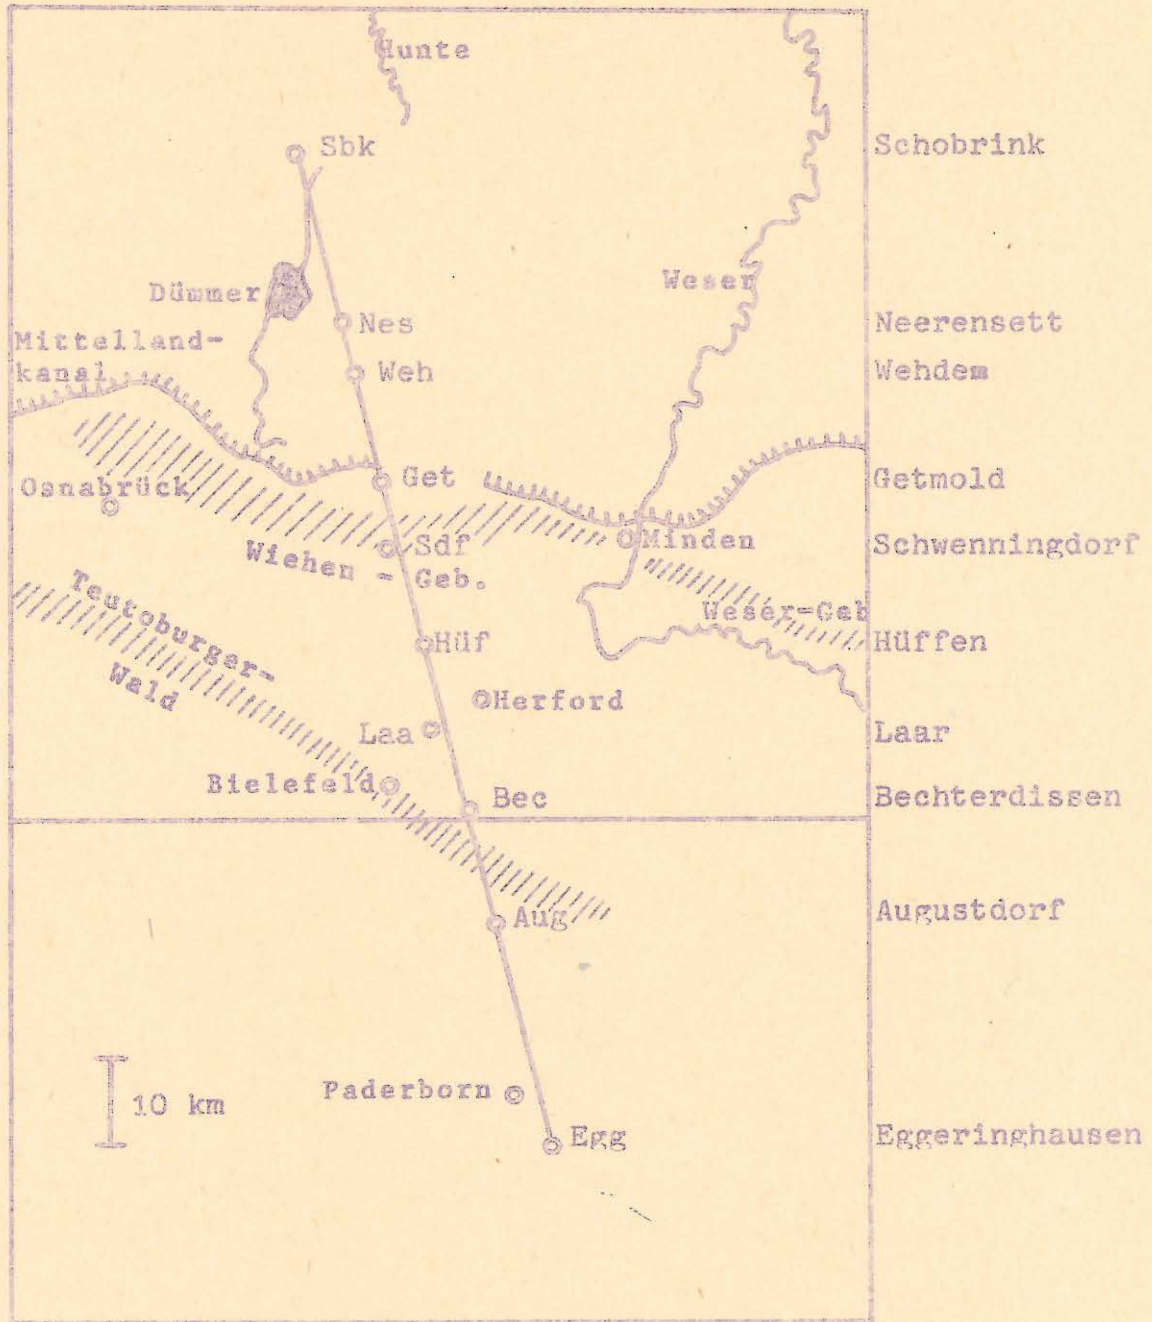 Hunte
Sbk
Schobrink
Weser
Dümmer
Nes
Neerensett
Mittelland-
kanal
Weh
Wehdem
Get
Getmold
Osnabrück
Sdf
Minden
Schwenningdorf
Wiehen - Geb.
Teutoburger-
Wald
Weser-Geb
Hüf
Hüffen
Herford
Laa
Laar
Bielefeld
Bec
Bechterdissen
Aug
Augustdorf
10 km
Paderborn
Egg
Eggeringhausen